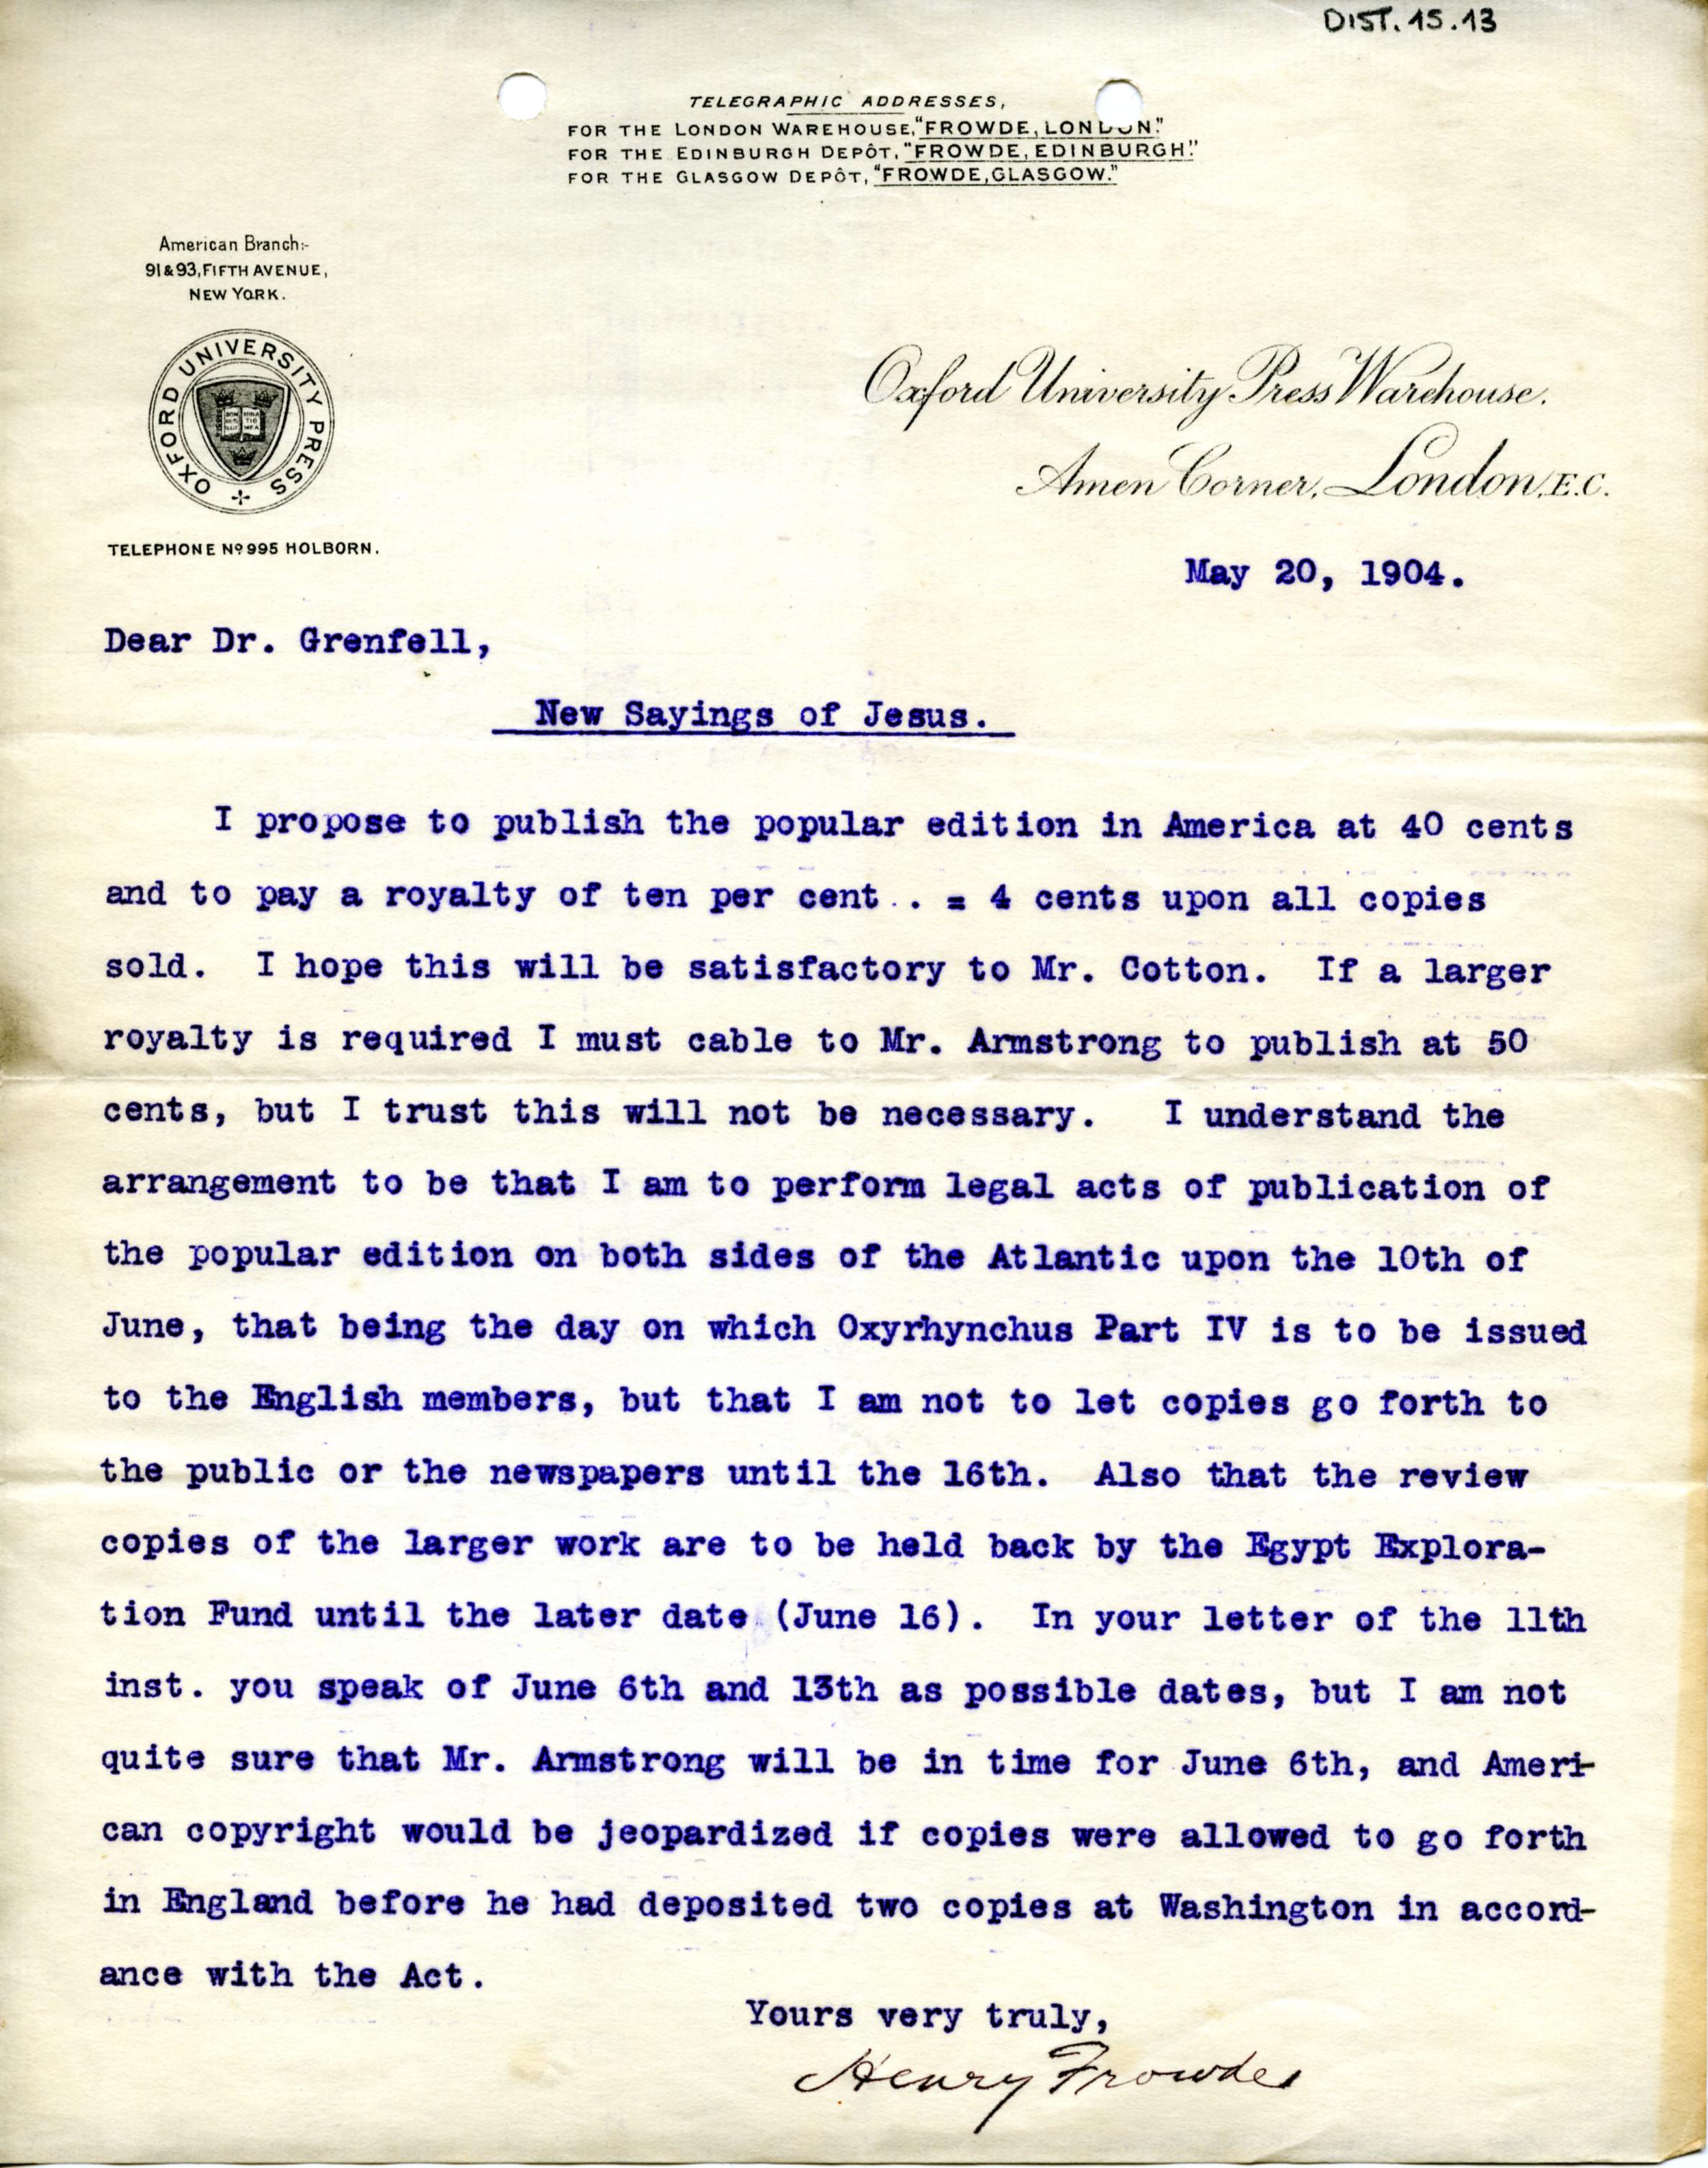 DIST. 15.13
TELEGRAPHIC ADDRESSES,
FOR THE LONDON WAREHOUSE, "FROWDE, LONDON."
FOR THE EDINBURGH DEPÔT, "FROWDE, EDINBURGH."
FOR THE GLASGOW DEPÔT, "FROWDE, GLASGOW."
American Branch:-
91 & 93, FIFTH AVENUE,
NEW YORK.
OXFORD UNIVERSITY PRESS
Oxford University Press Warehouse.
Amen Corner, London, E.C.
TELEPHONE Nº 995 HOLBORN.
May 20, 1904.
Dear Dr. Grenfell,
New Sayings of Jesus.
I propose to publish the popular edition in America at 40 cents
and to pay a royalty of ten per cent . . = 4 cents upon all copies
sold. I hope this will be satisfactory to Mr. Cotton. If a larger
royalty is required I must cable to Mr. Armstrong to publish at 50
cents, but I trust this will not be necessary. I understand the
arrangement to be that I am to perform legal acts of publication of
the popular edition on both sides of the Atlantic upon the 10th of
June, that being the day on which Oxyrhynchus Part IV is to be issued
to the English members, but that I am not to let copies go forth to
the public or the newspapers until the 16th. Also that the review
copies of the larger work are to be held back by the Egypt Explora-
tion Fund until the later date (June 16). In your letter of the 11th
inst. you speak of June 6th and 13th as possible dates, but I am not
quite sure that Mr. Armstrong will be in time for June 6th, and Ameri-
can copyright would be jeopardized if copies were allowed to go forth
in England before he had deposited two copies at Washington in accord-
ance with the Act.
Yours very truly,
Henry Frowde